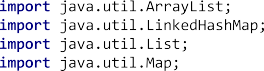 import java.util.ArrayList;
import java.util.LinkedHashMap;
import java.util.List;
import java.util.Map;